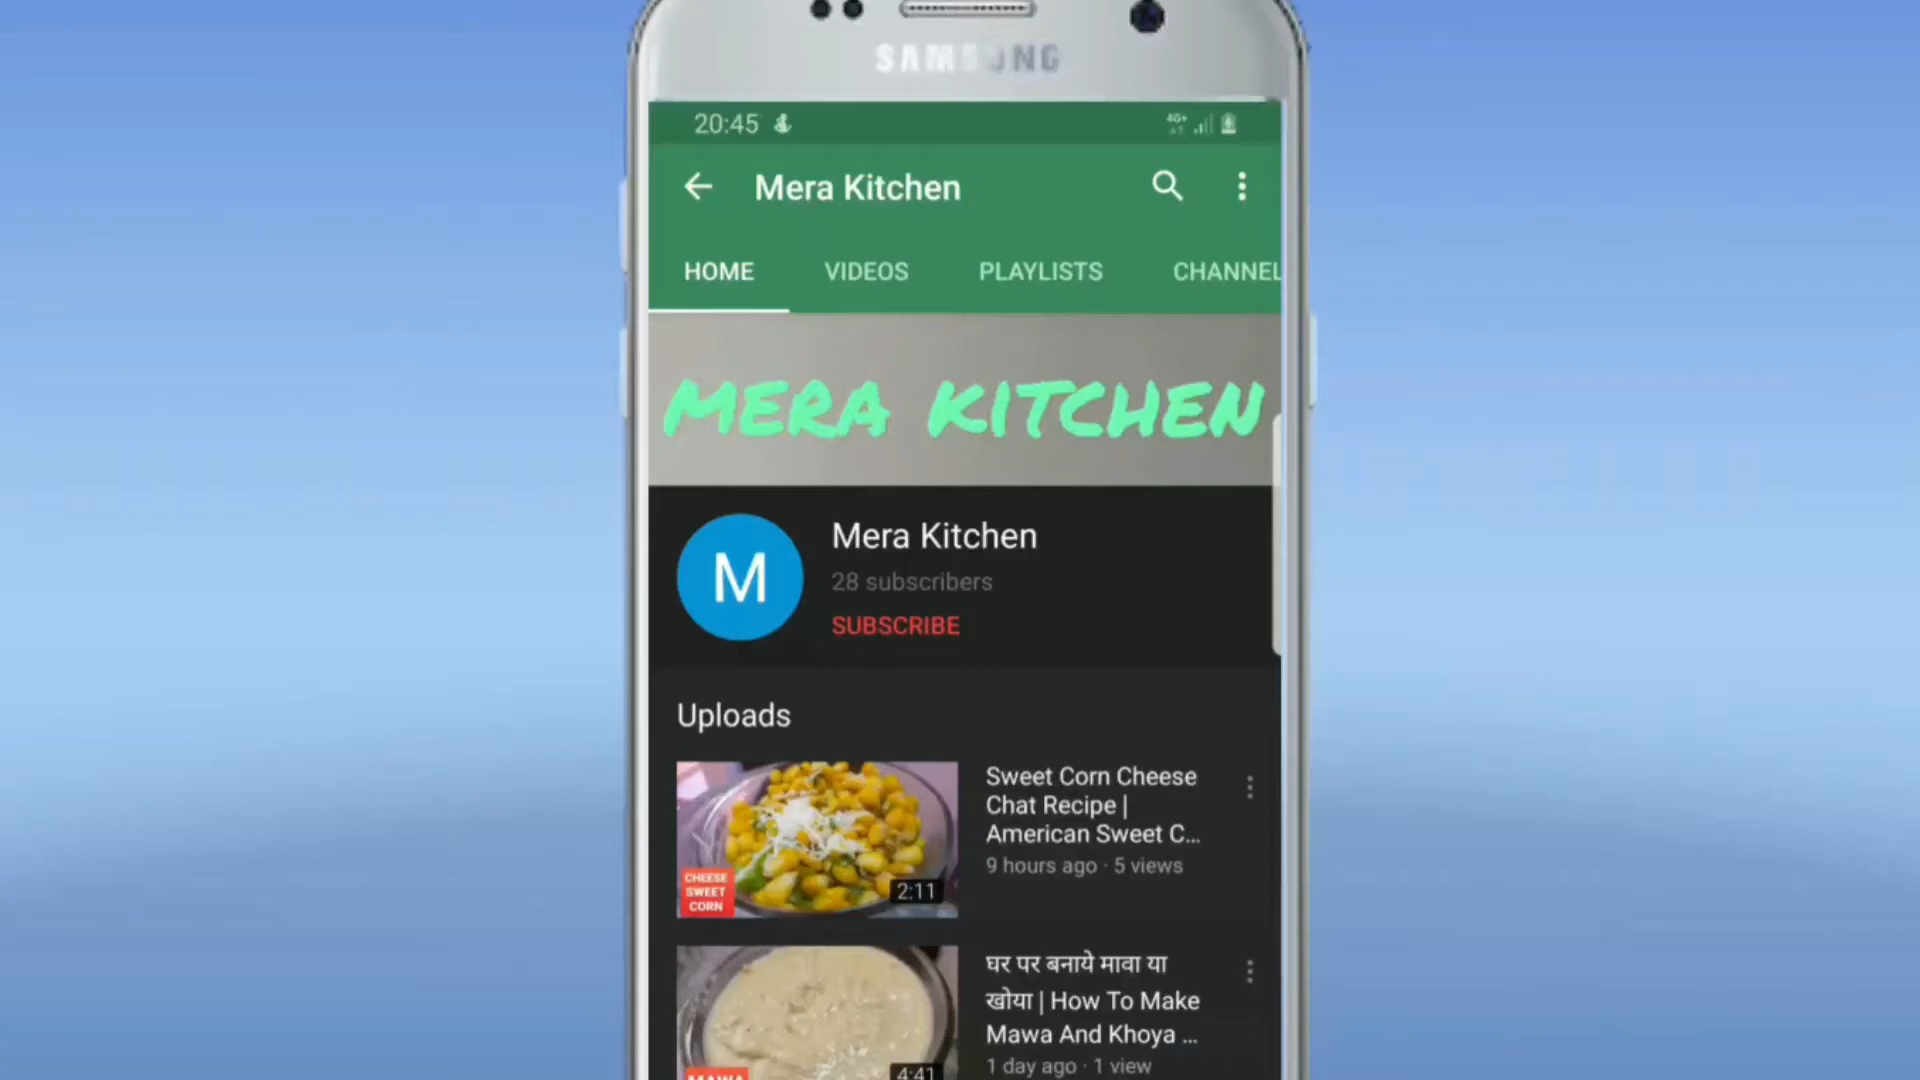 SAMSUNG
20:45
4G+
Mera Kitchen
HOME VIDEOS PLAYLISTS CHANNEL
MERA KITCHEN
M
Mera Kitchen
28 subscribers
SUBSCRIBE
Uploads
Sweet Corn Cheese
Chat Recipe |
American Sweet C...
9 hours ago · 5 views
CHEESE
SWEET
CORN
2:11
घर पर बनाये मावा या
खोया | How To Make
Mawa And Khoya ...
1 day ago · 1 view
MAWA
4:41